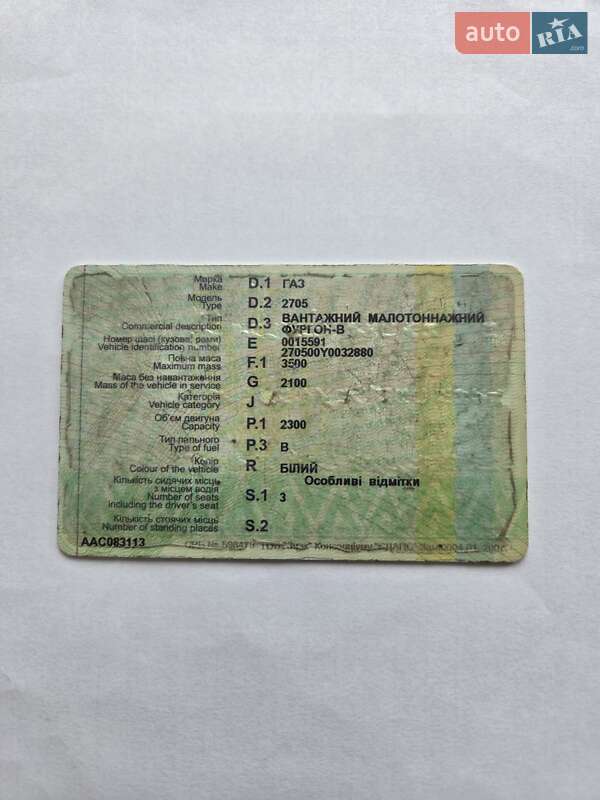 auto RIA .com
Марка
Make D.1 ГАЗ
Модель
Type D.2 2705
Тип
Commercial description D.3 ВАНТАЖНИЙ МАЛОТОННАЖНИЙ
ФУРГОН-В
Номер шасі (кузова, рами)
Vehicle identification number E 0015591
270500Y0032880
Повна маса
Maximum mass F.1 3500
Маса без навантаження
Mass of the vehicle in service G 2100
Категорія
Vehicle category J
Об'єм двигуна
Capacity P.1 2300
Тип пального
Type of fuel P.3 B
Колір
Colour of the vehicle R БІЛИЙ
Особливі відмітки
Кількість сидячих місць
з місцем водія
Number of seats
including the driver's seat S.1 3
Кількість стоячих місць
Number of standing places S.2
AAC083113